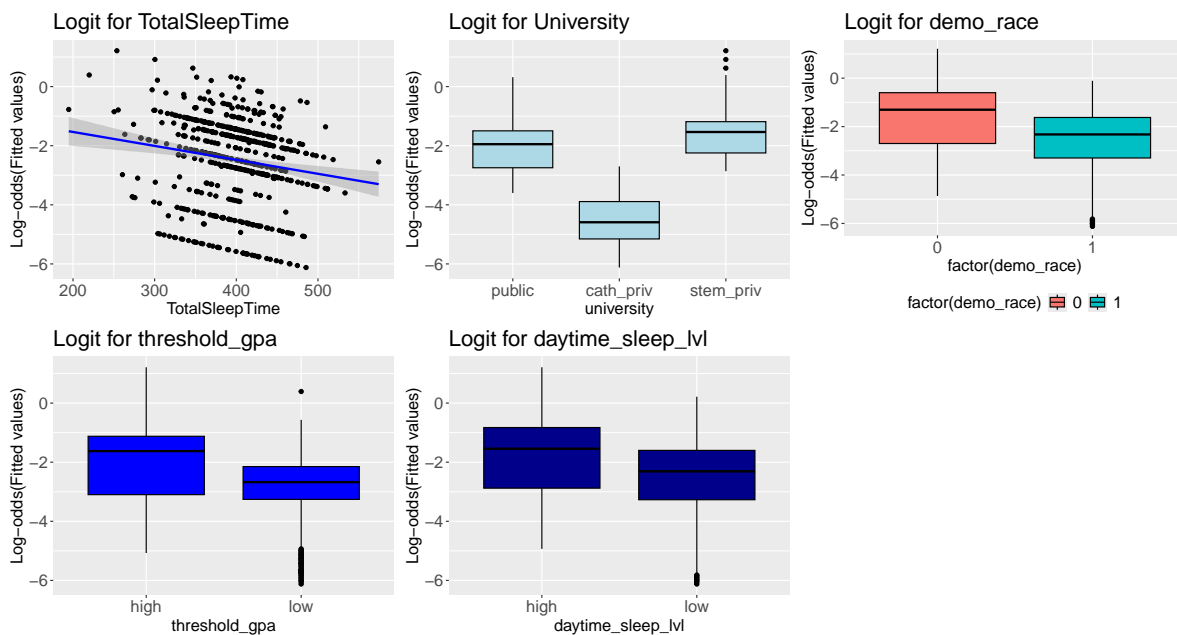 Logit for TotalSleepTime
Log−odds(Fitted values)
0
−2
−4
−6
200 300 400 500
TotalSleepTime
Logit for University
Log−odds(Fitted values)
0
−2
−4
−6
public cath_priv stem_priv
university
Logit for demo_race
Log−odds(Fitted values)
0
−2
−4
−6
0 1
factor(demo_race)
factor(demo_race) 0 1
Logit for threshold_gpa
Log−odds(Fitted values)
0
−2
−4
−6
high low
threshold_gpa
Logit for daytime_sleep_lvl
Log−odds(Fitted values)
0
−2
−4
−6
high low
daytime_sleep_lvl